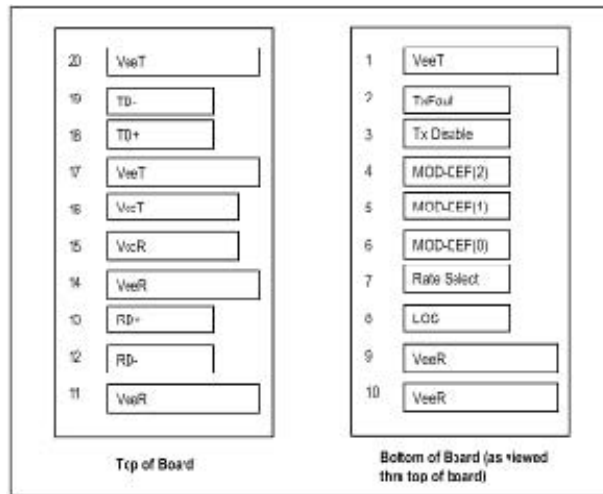 20 VeeT
19 TD-
18 TD+
17 VeeT
16 VccT
15 VccR
14 VeeR
13 RD+
12 RD-
11 VeeR
Top of Board
1 VeeT
2 TxFault
3 Tx Disable
4 MOD-DEF(2)
5 MOD-DEF(1)
6 MOD-DEF(0)
7 Rate Select
8 LOS
9 VeeR
10 VeeR
Bottom of Board (as viewed
thru top of board)